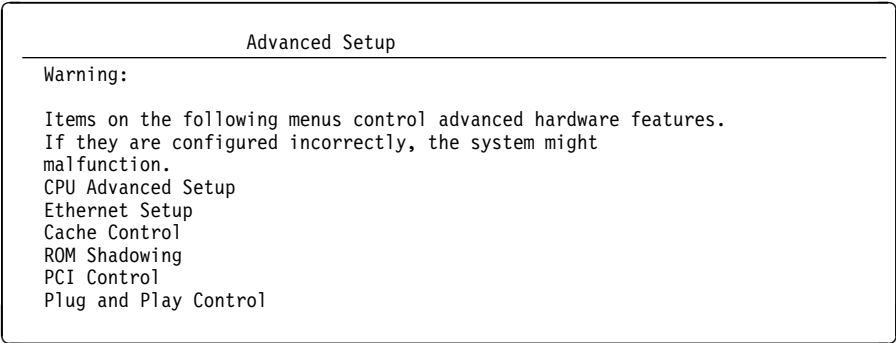 Advanced Setup
Warning:
Items on the following menus control advanced hardware features.
If they are configured incorrectly, the system might
malfunction.
CPU Advanced Setup
Ethernet Setup
Cache Control
ROM Shadowing
PCI Control
Plug and Play Control